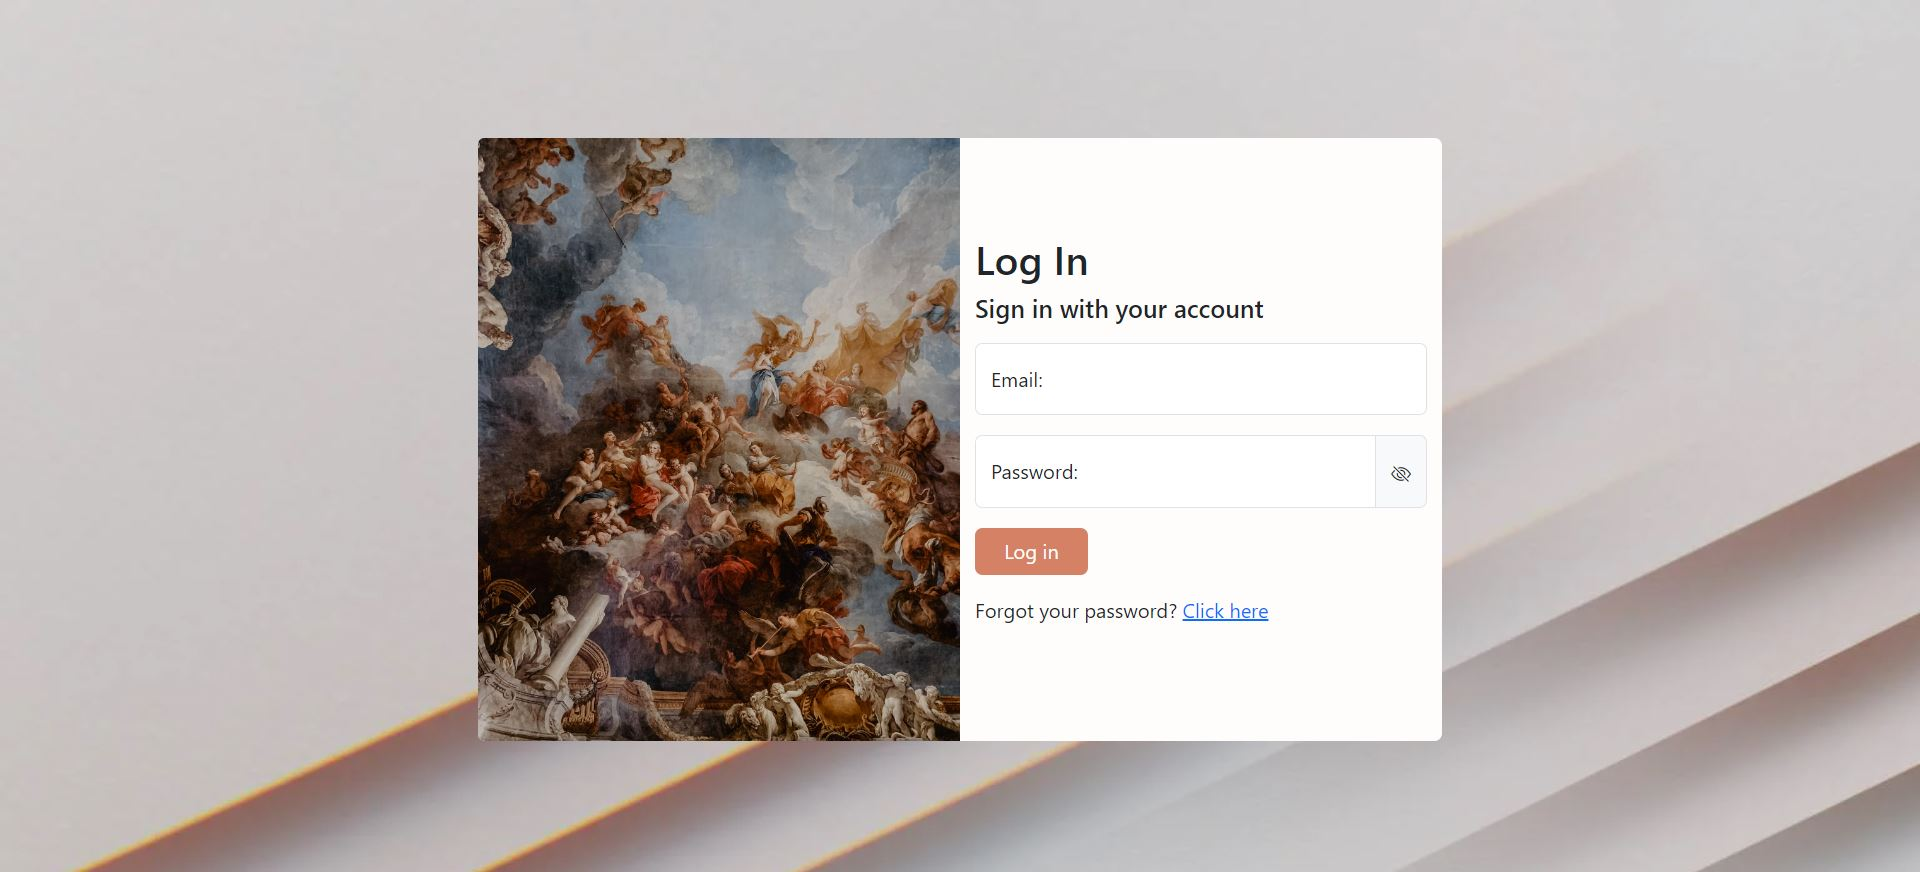 Log In
Sign in with your account
Email:
Password:
Log in
Forgot your password? Click here